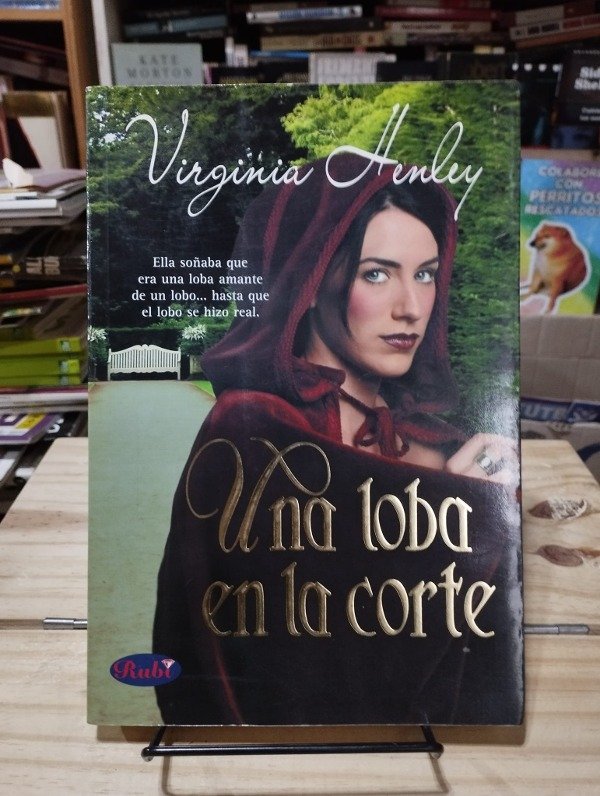 KATE
MORTON
Virginia Henley
Ella soñaba que
era una loba amante
de un lobo... hasta que
el lobo se hizo real.
Una loba
en la corte
Rubí
COLABORE
CON
PERRITOS
RESCATADOS